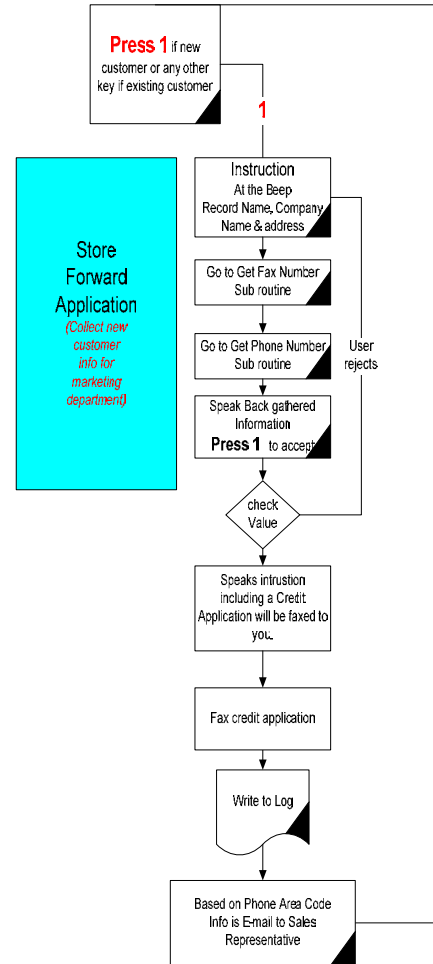 Press 1 if new
customer or any other
key if existing customer
1
Instruction
At the Beep
Record Name, Company
Name & address
Store
Forward
Application
(Collect new
customer
info for
marketing
department)
Go to Get Fax Number
Sub routine
Go to Get Phone Number
Sub routine
User
rejects
Speak Back gathered
Information
Press 1 to accept
check
Value
Speaks intrustion
including a Credit
Application will be faxed to
you.
Fax credit application
Write to Log
Based on Phone Area Code
Info is E-mail to Sales
Representative